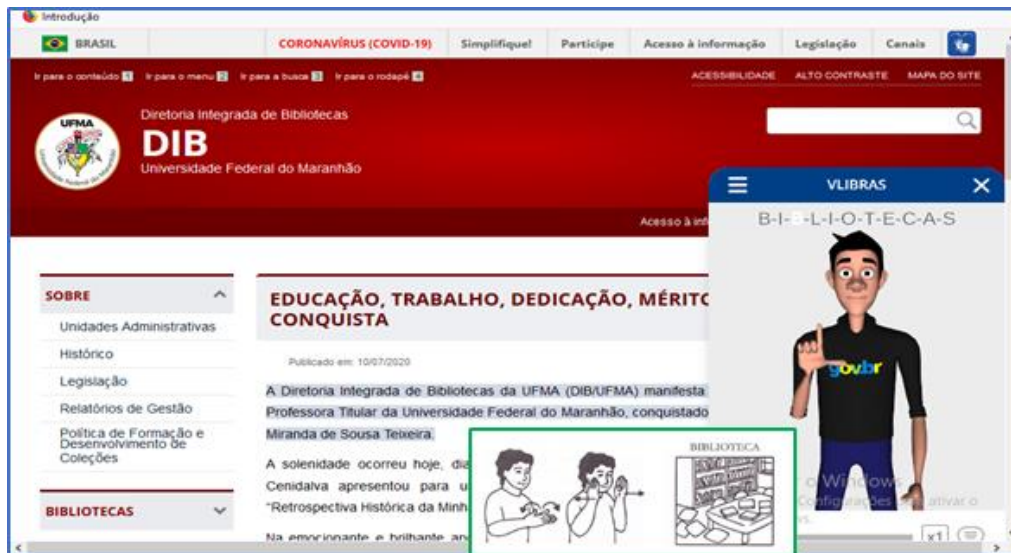 Introdução
BRASIL CORONAVÍRUS (COVID-19) Simplifique! Participe Acesso à informação Legislação Canais
Ir para o conteúdo 1 Ir para o menu 2 Ir para a busca 3 Ir para o rodapé 4 ACESSIBILIDADE ALTO CONTRASTE MAPA DO SITE
UFMA
Diretoria Integrada de Bibliotecas
DIB
Universidade Federal do Maranhão
VLIBRAS
Acesso à
B-I-B-L-I-O-T-E-C-A-S
SOBRE
Unidades Administrativas
Histórico
Legislação
Relatórios de Gestão
Política de Formação e
Desenvolvimento de
Coleções
BIBLIOTECAS
EDUCAÇÃO, TRABALHO, DEDICAÇÃO,
CONQUISTA
Publicado em: 10/07/2020
A Diretoria Integrada de Bibliotecas da UFMA (DIB/UFMA) manifesta
Professora Titular da Universidade Federal do Maranhão, conquistado
Miranda de Sousa Teixeira.
A solenidade ocorreu hoje,
Cenidalva apresentou para
"Retrospectiva Histórica da
Na emocionante e brilhante
BIBLIOTECA
gov.br
o Windows
Configurações ativar o
x1